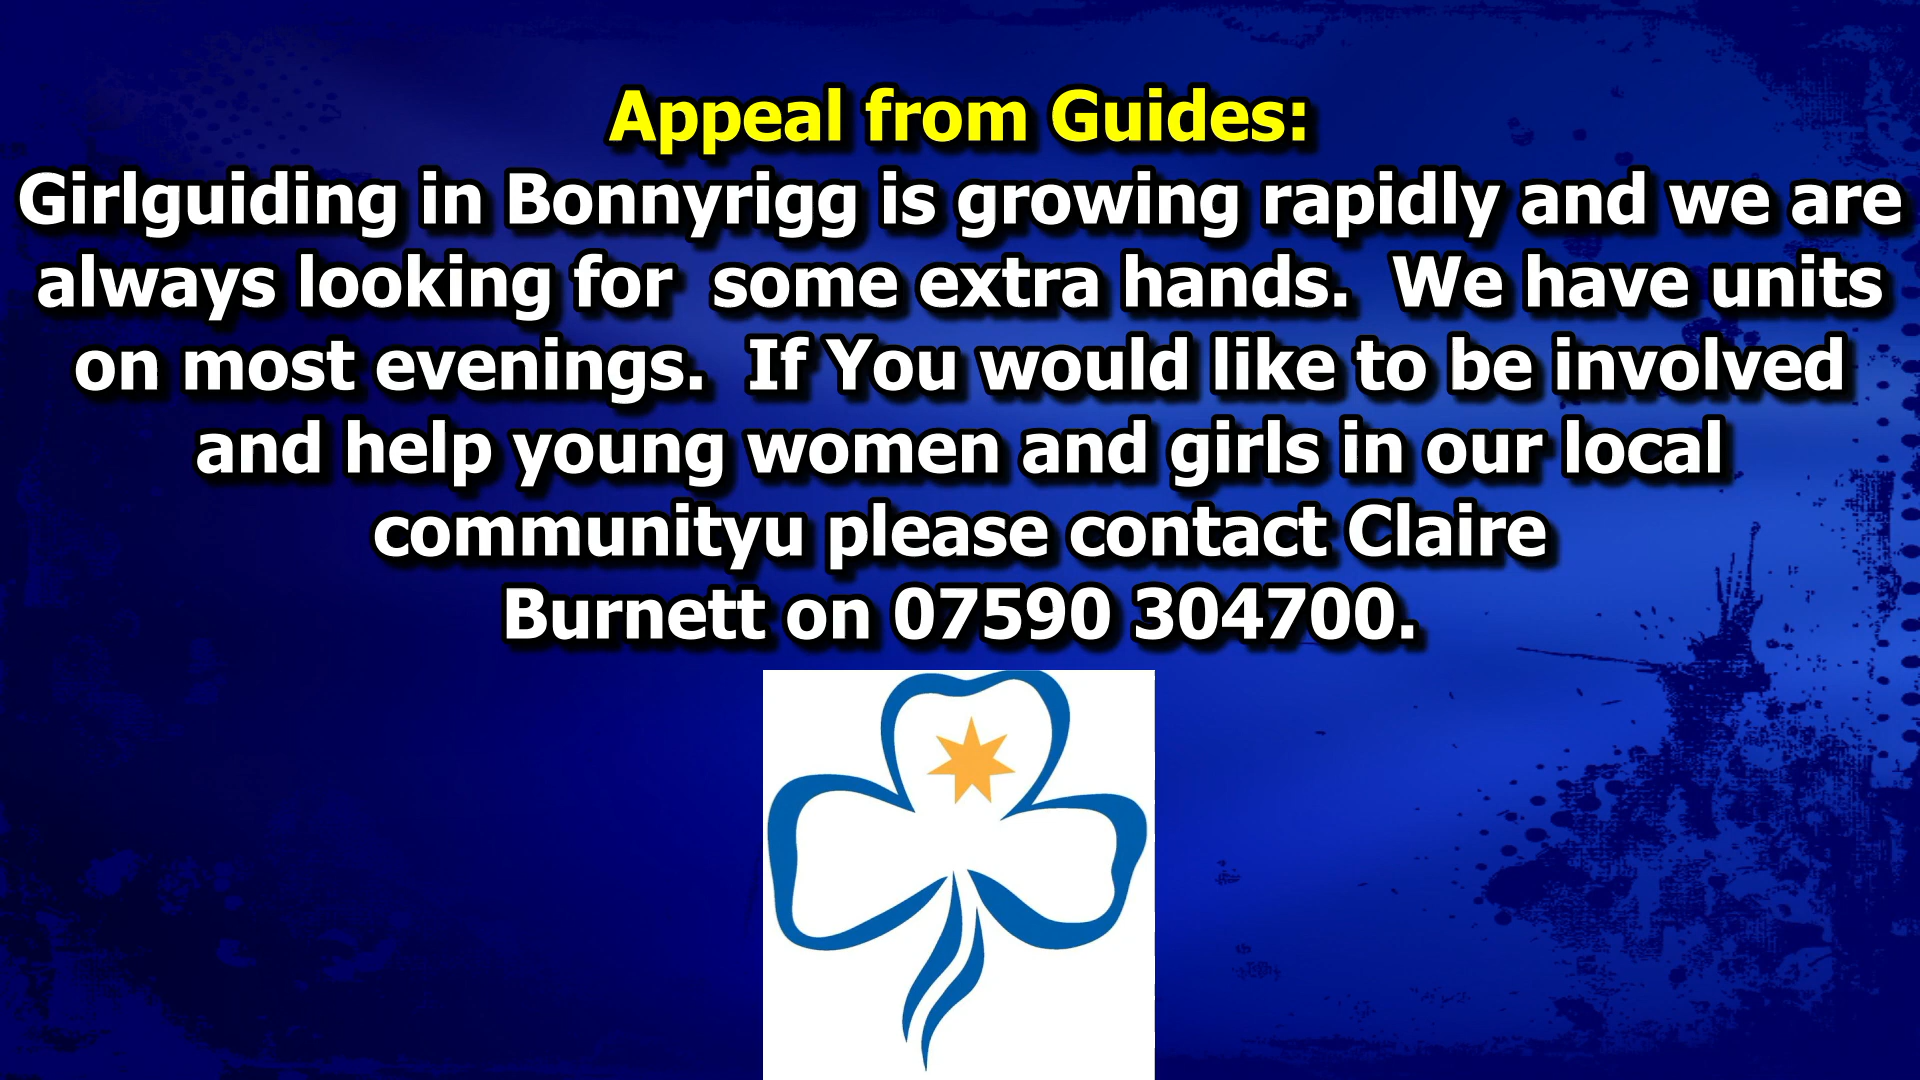 Appeal from Guides:
Girlguiding in Bonnyrigg is growing rapidly and we are
always looking for  some extra hands.  We have units
on most evenings.  If You would like to be involved
and help young women and girls in our local
communityu please contact Claire
Burnett on 07590 304700.